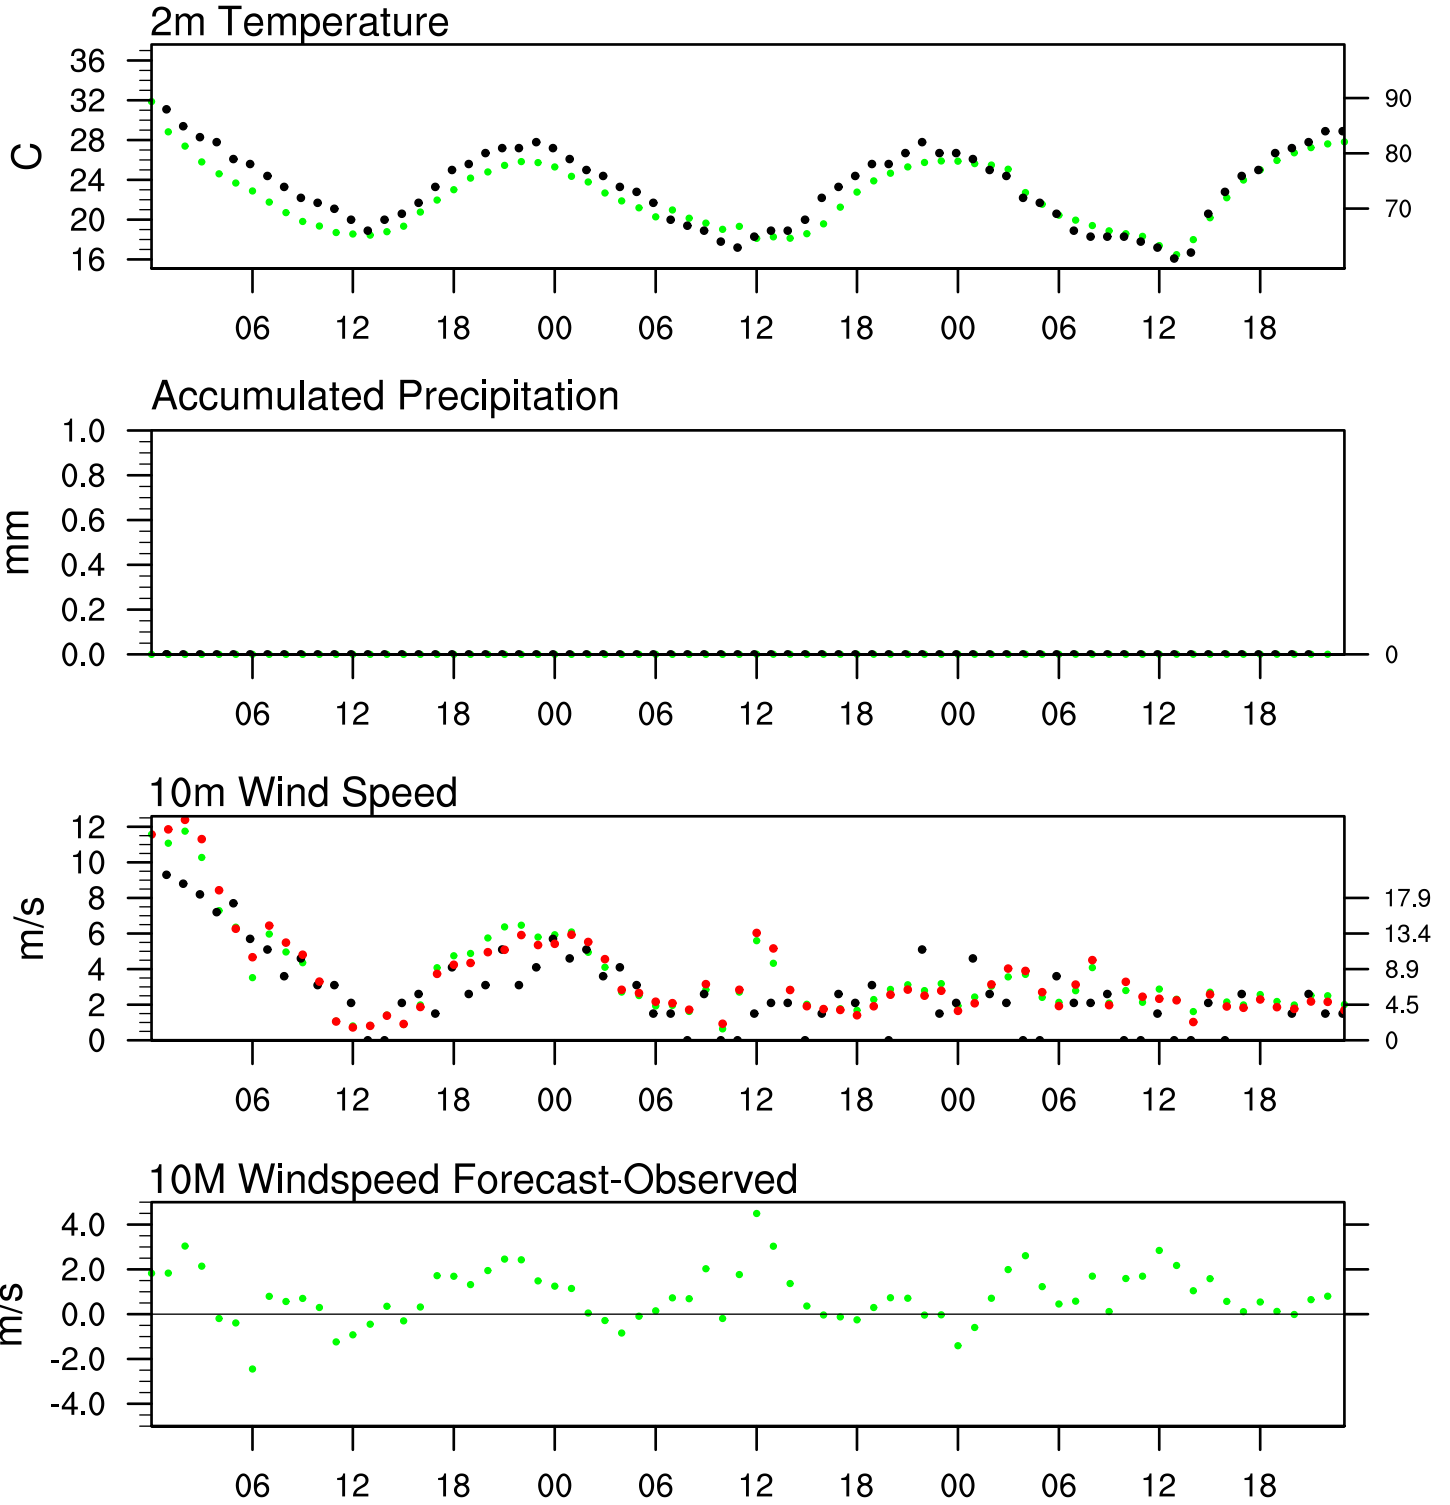 2m Temperature
36
32
28
24
20
16
C
90
80
70
06 12 18 00 06 12 18 00 06 12 18
Accumulated Precipitation
1.0
0.8
0.6
0.4
0.2
0.0
mm
0
06 12 18 00 06 12 18 00 06 12 18
10m Wind Speed
12
10
8
6
4
2
0
m/s
17.9
13.4
8.9
4.5
0
06 12 18 00 06 12 18 00 06 12 18
10M Windspeed Forecast-Observed
4.0
2.0
0.0
-2.0
-4.0
m/s
06 12 18 00 06 12 18 00 06 12 18